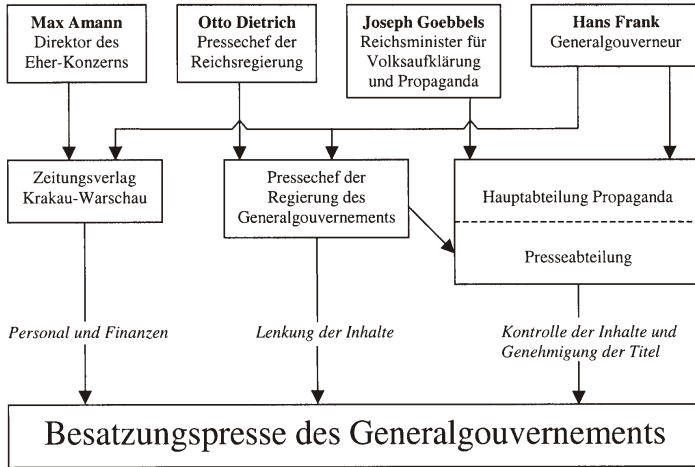 Max Amann
Direktor des
Eher-Konzerns
Otto Dietrich
Pressechef der
Reichsregierung
Joseph Goebbels
Reichsminister für
Volksaufklärung
und Propaganda
Hans Frank
Generalgouverneur
Zeitungsverlag
Krakau-Warschau
Pressechef der
Regierung des
Generalgouvernements
Hauptabteilung Propaganda
Presseabteilung
Personal und Finanzen
Lenkung der Inhalte
Kontrolle der Inhalte und
Genehmigung der Titel
Besatzungspresse des Generalgouvernements